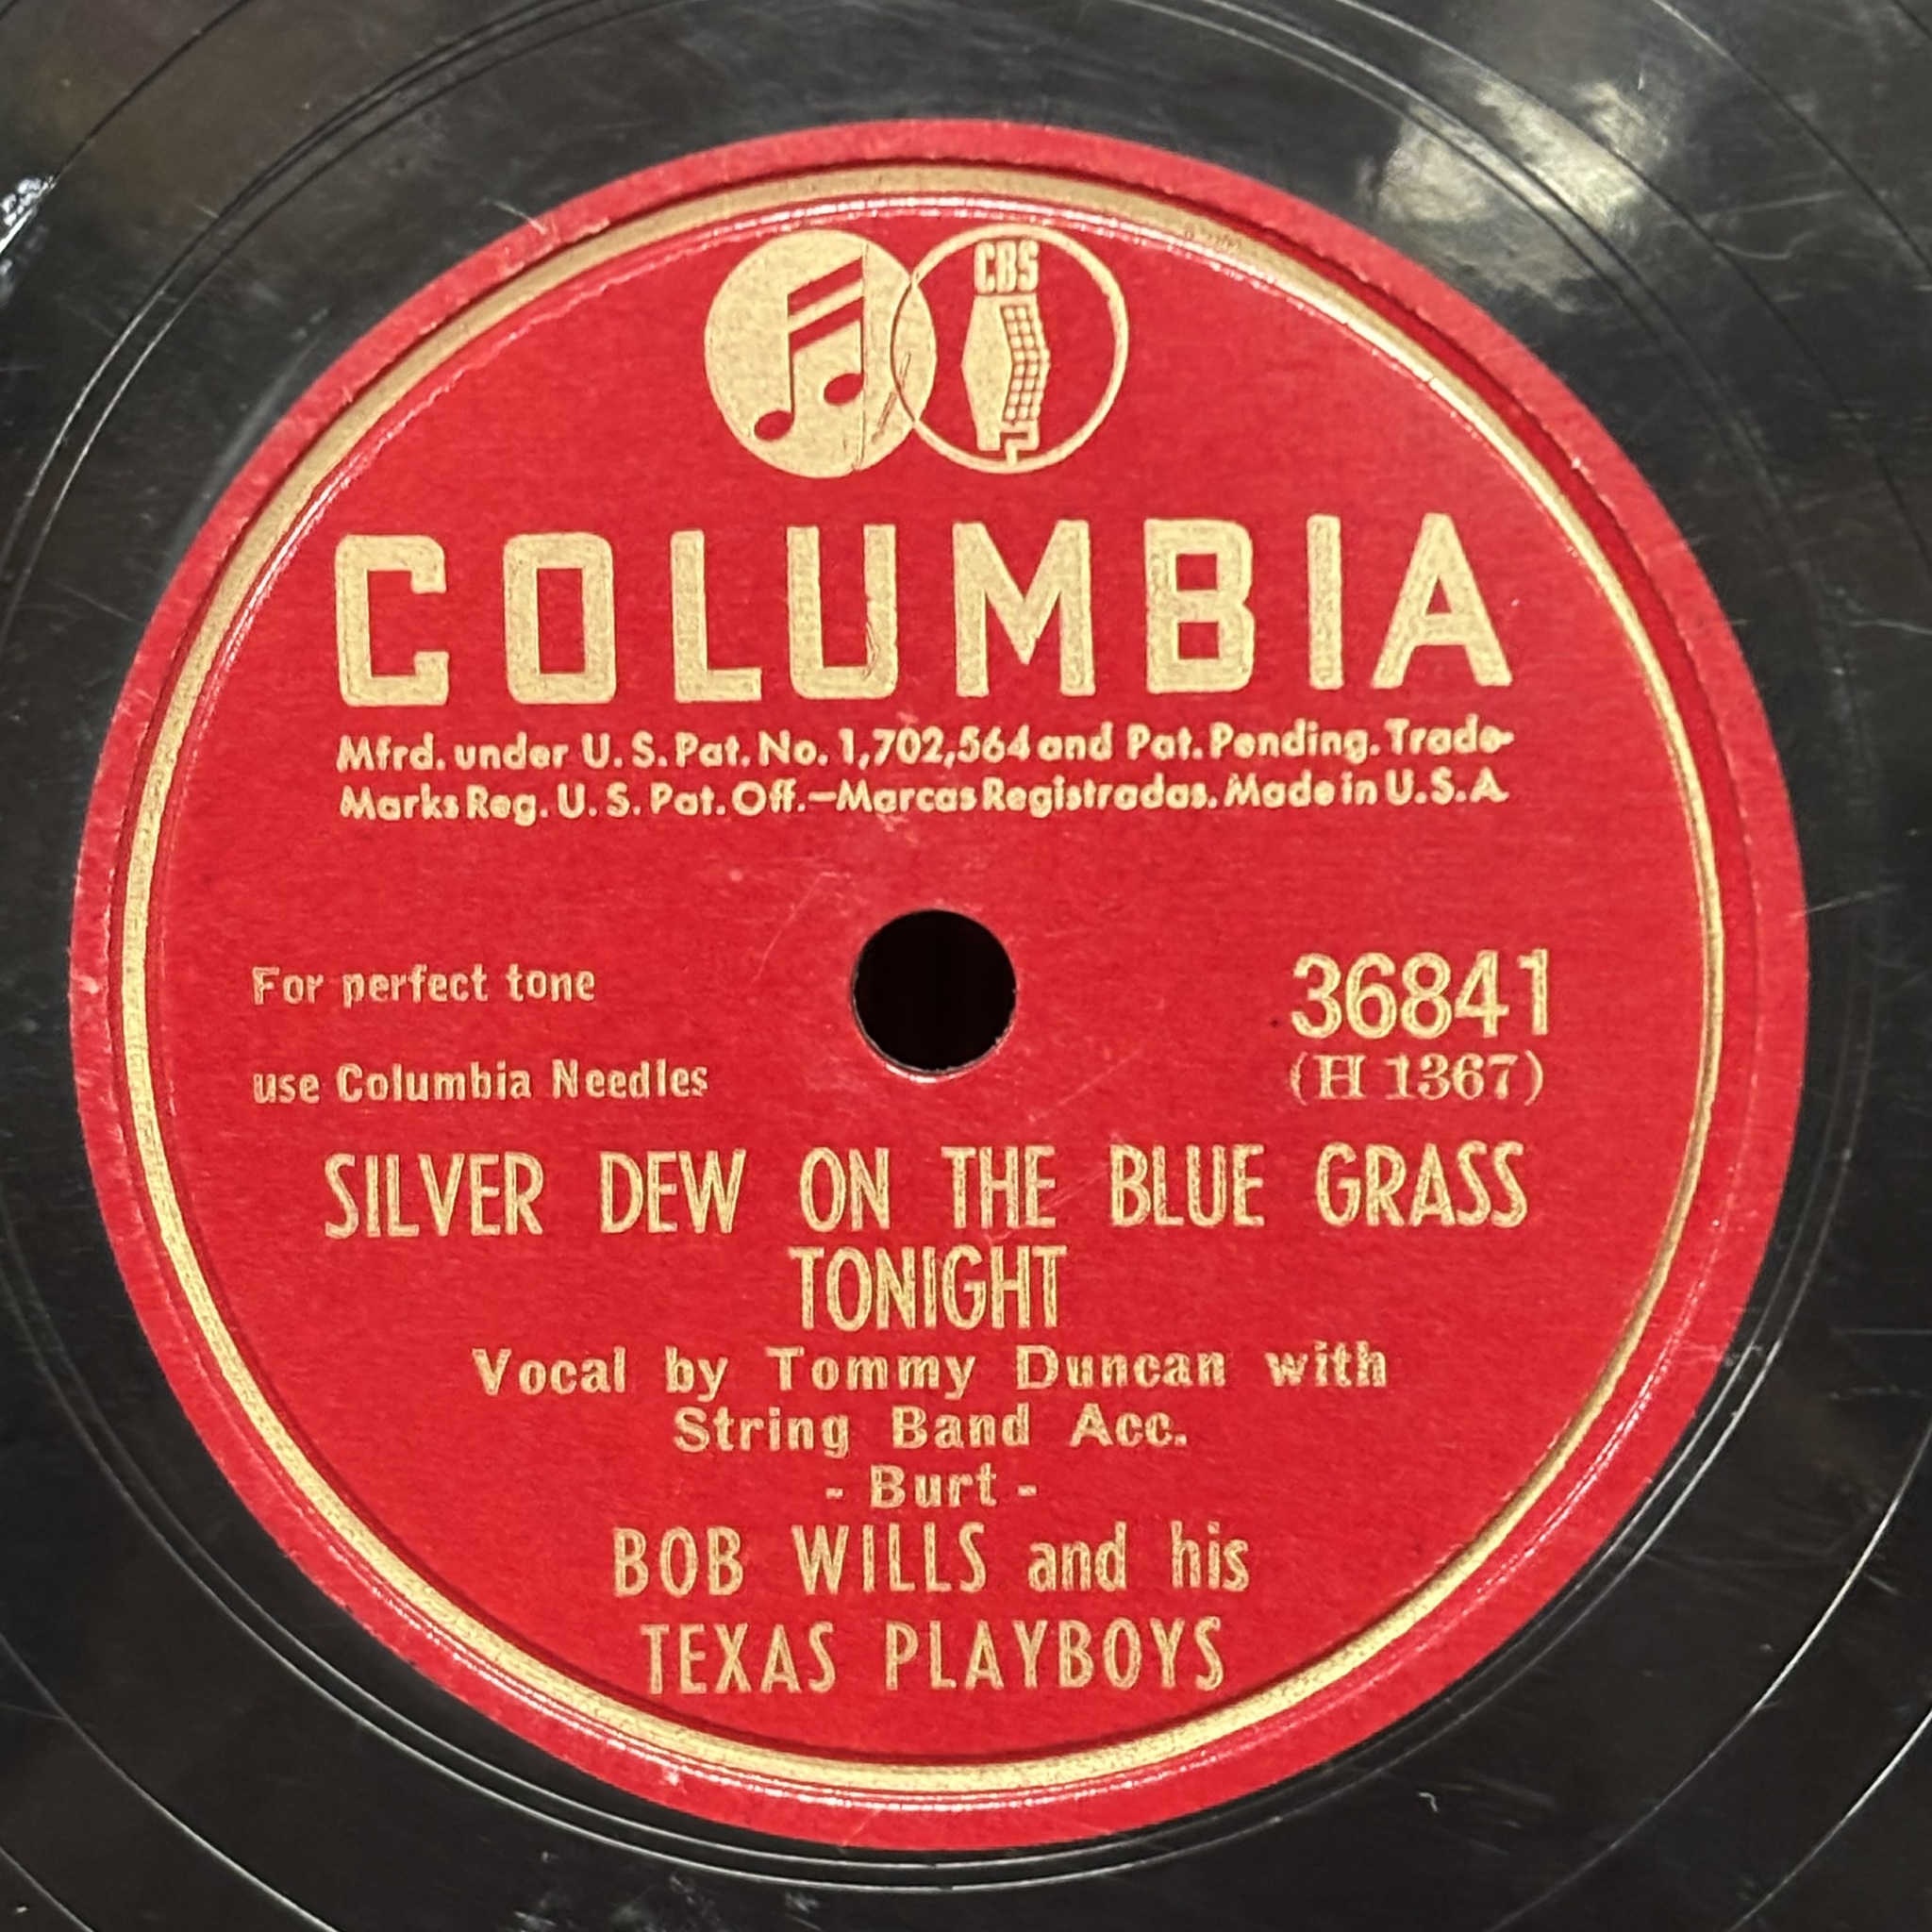 CBS
COLUMBIA
Mfrd. under U. S. Pat. No. 1,702,564 and Pat. Pending. Trade-
Marks Reg. U. S. Pat. Off.—Marcas Registradas. Made in U.S.A.
For perfect tone
36841
use Columbia Needles
(H 1367)
SILVER DEW ON THE BLUE GRASS
TONIGHT
Vocal by Tommy Duncan with
String Band Acc.
- Burt -
BOB WILLS and his
TEXAS PLAYBOYS